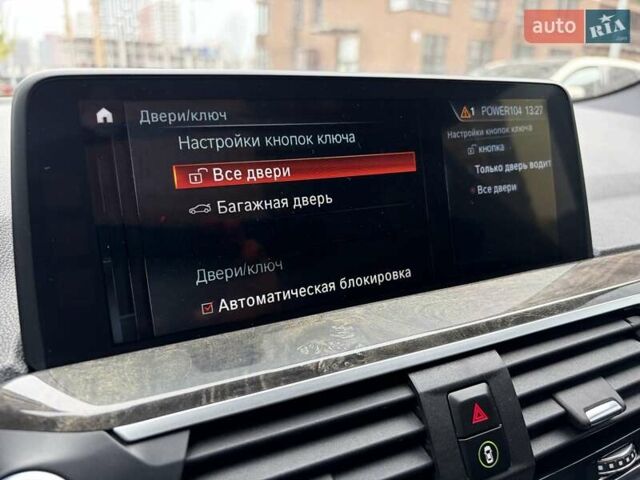 auto RIA
Двери/ключ
Настройки кнопок ключа
Все двери
Багажная дверь
Двери/ключ
Автоматическая блокировка
1 POWER104 13:27
Настройки кнопок ключа
кнопка
Только дверь водит
Все двери